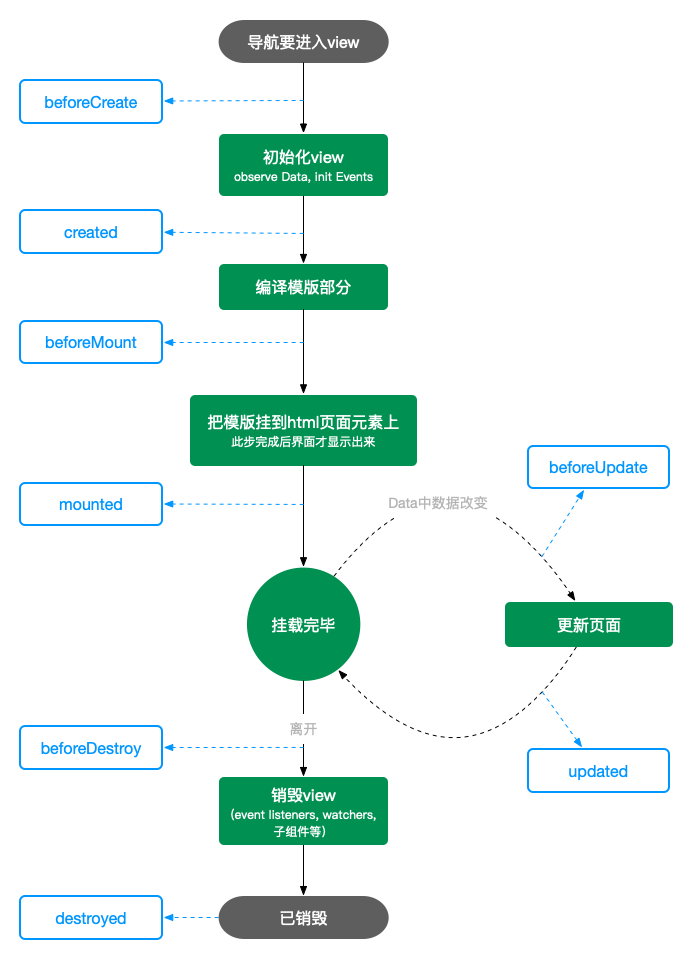 导航要进入view
beforeCreate
初始化view
observe Data, init Events
created
编译模版部分
beforeMount
把模版挂到html页面元素上
此步完成后界面才显示出来
beforeUpdate
mounted
Data中数据改变
挂载完毕
更新页面
离开
beforeDestroy
updated
销毁view
(event listeners, watchers,
子组件等)
destroyed
已销毁